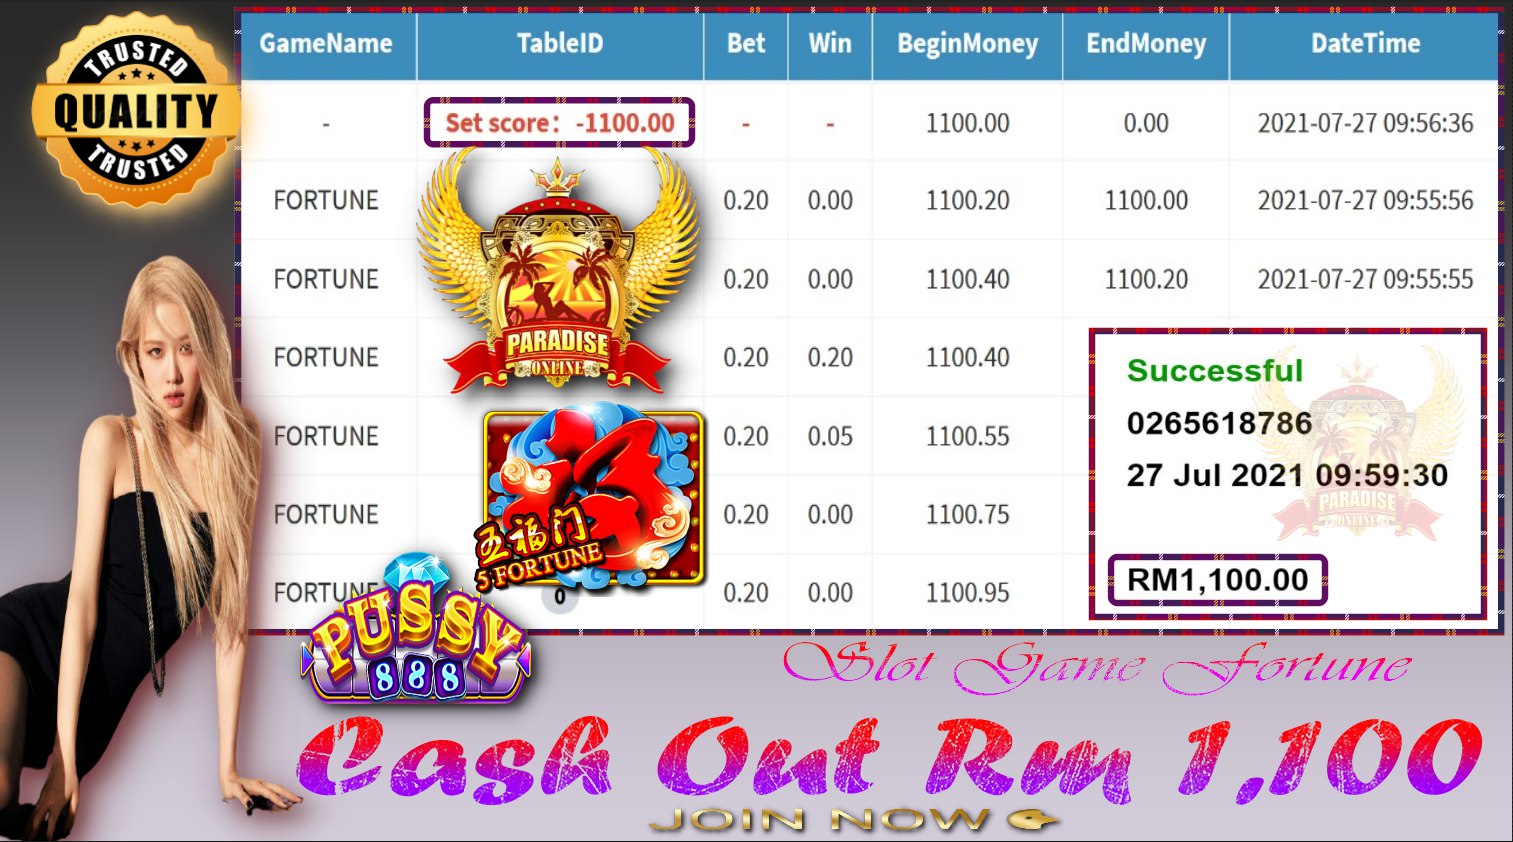 TRUSTED
QUALITY
TRUSTED
GameName TableID Bet Win BeginMoney EndMoney DateTime
- Set score: -1100.00 - - 1100.00 0.00 2021-07-27 09:56:36
FORTUNE 0.20 0.00 1100.20 1100.00 2021-07-27 09:55:56
FORTUNE 0.20 0.00 1100.40 1100.20 2021-07-27 09:55:55
FORTUNE 0.20 0.20 1100.40
FORTUNE 0.20 0.05 1100.55
FORTUNE 0.20 0.00 1100.75
FORTUNE 0 0.20 0.00 1100.95
PARADISE
ONLINE
五福门
5 FORTUNE
PUSSY
888
Successful
0265618786
27 Jul 2021 09:59:30
PARADISE
ONLINE
RM1,100.00
Slot Game Fortune
Cash Out Rm 1,100
JOIN NOW